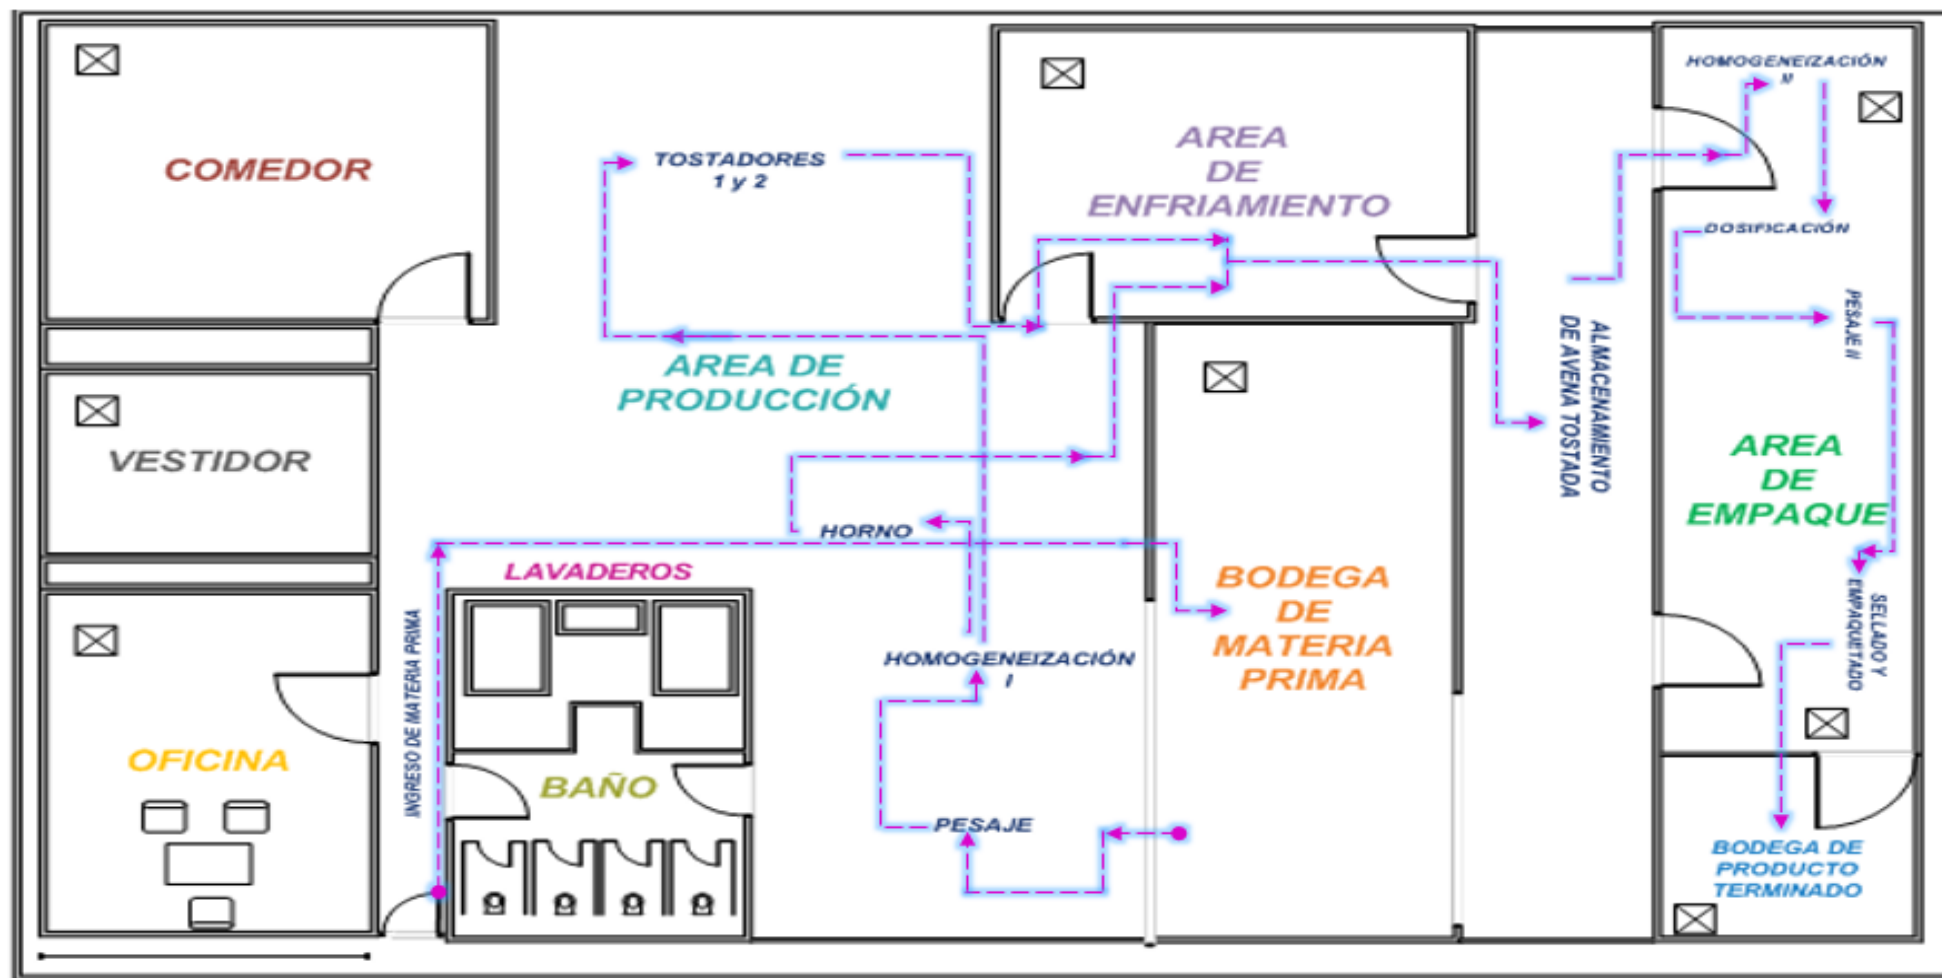 COMEDOR
TOSTADORES
1 y 2
AREA
DE
ENFRIAMIENTO
HOMOGENEIZACIÓN
II
DOSIFICACIÓN
PESAJE II
ALMACENAMIENTO
DE AVENA TOSTADA
AREA DE
PRODUCCIÓN
VESTIDOR
AREA
DE
EMPAQUE
HORNO
LAVADEROS
BODEGA
DE
MATERIA
PRIMA
INGRESO DE MATERIA PRIMA
HOMOGENEIZACIÓN
I
SELLADO Y
EMPAQUETADO
OFICINA
BAÑO
PESAJE
BODEGA DE
PRODUCTO
TERMINADO